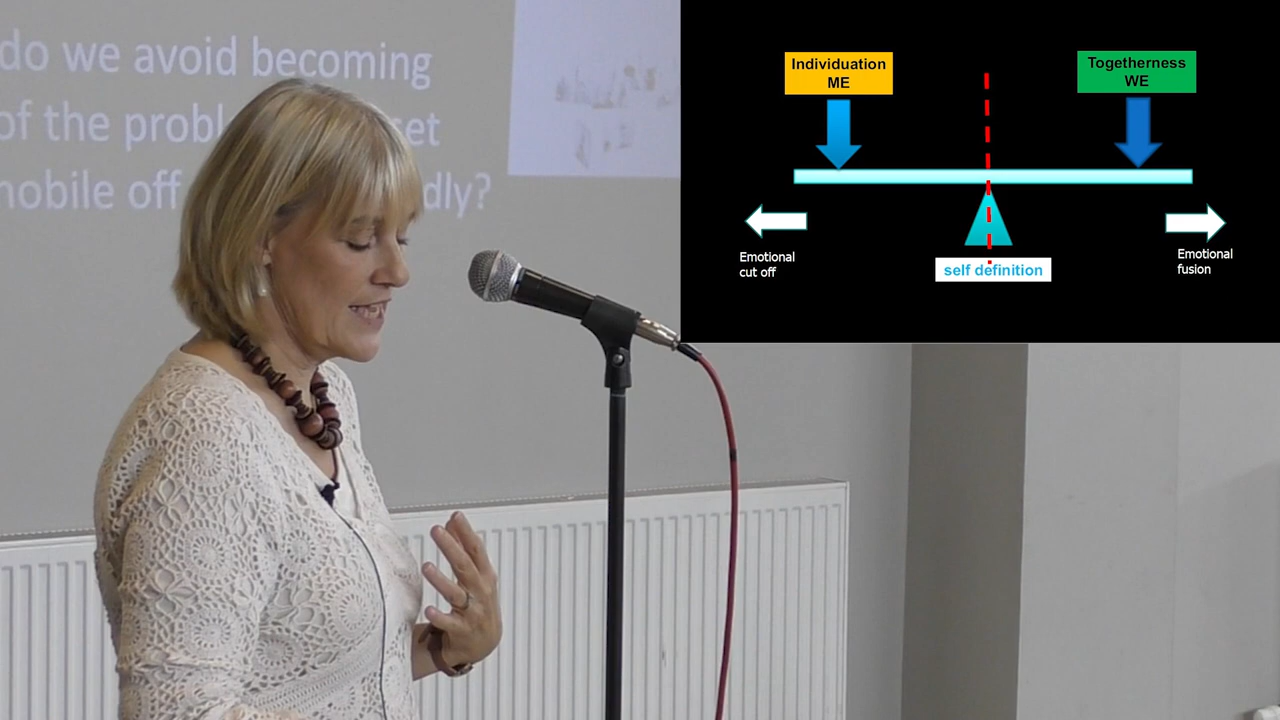 do we avoid becoming
of the probl set
mobile off dly?
Individuation
ME
Togetherness
WE
Emotional
cut off
self definition
Emotional
fusion